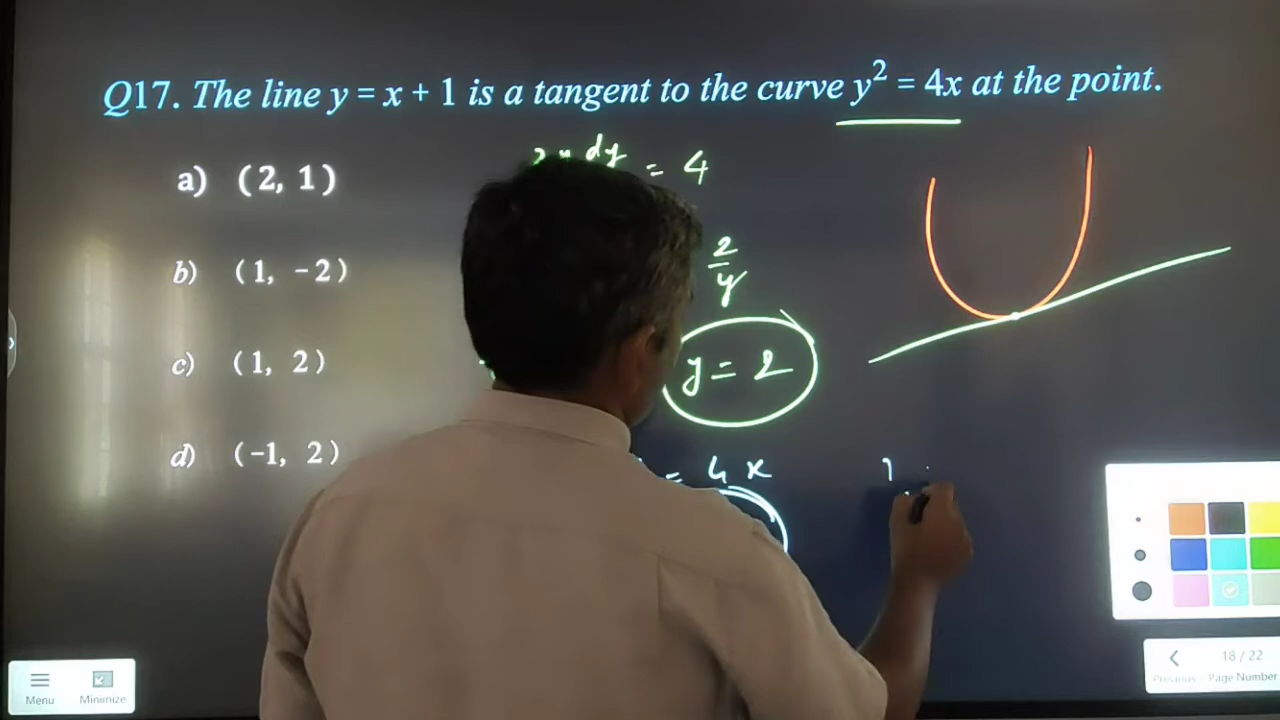 Q17. The line y = x + 1 is a tangent to the curve y² = 4x at the point.
a) (2, 1)
b) (1, -2)
c) (1, 2)
d) (-1, 2)
dy = 4
2/y
y = 2
= 4x
Menu
Minimize
18 / 22
Previous
Page Number